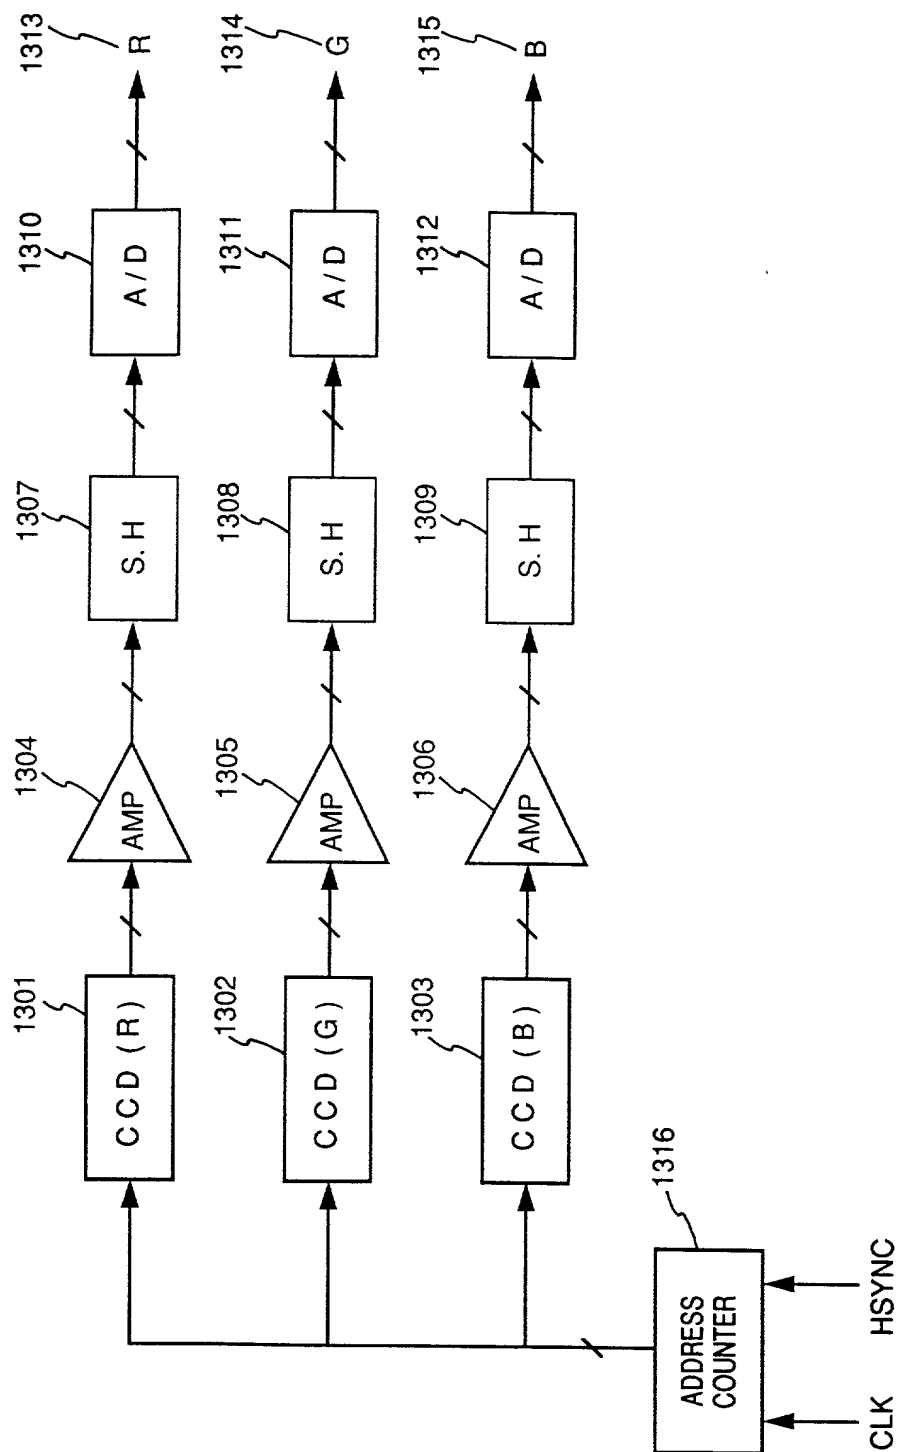 1301
CCD (R)
1304
AMP
1307
S.H
1310
A/D
1313
R
1302
CCD (G)
1305
AMP
1308
S.H
1311
A/D
1314
G
1303
CCD (B)
1306
AMP
1309
S.H
1312
A/D
1315
B
1316
ADDRESS
COUNTER
CLK
HSYNC